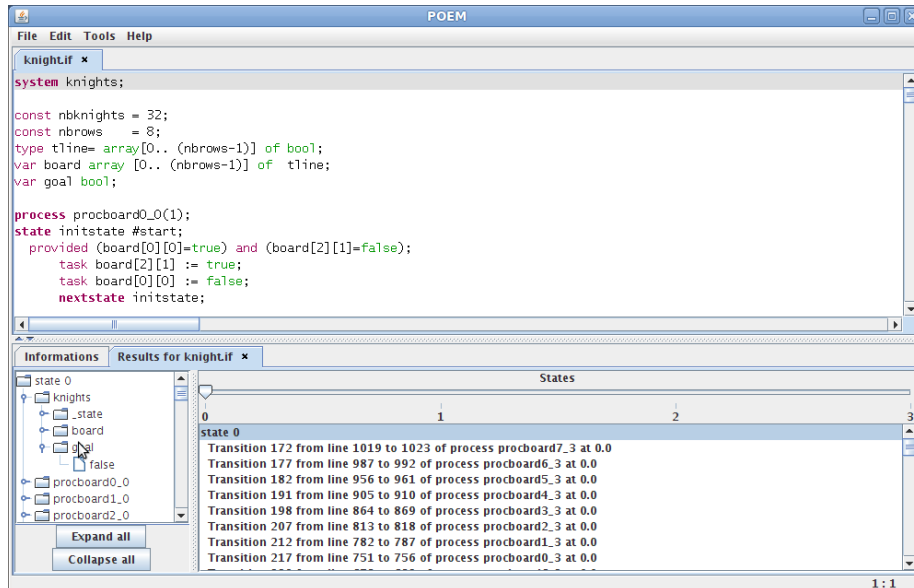 POEM
File Edit Tools Help
knight.if ×
system knights;
const nbknights = 32;
const nbrows = 8;
type tline= array[0.. (nbrows-1)] of bool;
var board array [0.. (nbrows-1)] of tline;
var goal bool;
process procboard0_0(1);
state initstate #start;
provided (board[0][0]=true) and (board[2][1]=false);
task board[2][1] := true;
task board[0][0] := false;
nextstate initstate;
Informations Results for knight.if ×
state 0
knights
_state
board
goal
false
procboard0_0
procboard1_0
procboard2_0
Expand all
Collapse all
States
0 1 2 3
state 0
Transition 172 from line 1019 to 1023 of process procboard7_3 at 0.0
Transition 177 from line 987 to 992 of process procboard6_3 at 0.0
Transition 182 from line 956 to 961 of process procboard5_3 at 0.0
Transition 191 from line 905 to 910 of process procboard4_3 at 0.0
Transition 198 from line 864 to 869 of process procboard3_3 at 0.0
Transition 207 from line 813 to 818 of process procboard2_3 at 0.0
Transition 212 from line 782 to 787 of process procboard1_3 at 0.0
Transition 217 from line 751 to 756 of process procboard0_3 at 0.0
1:1